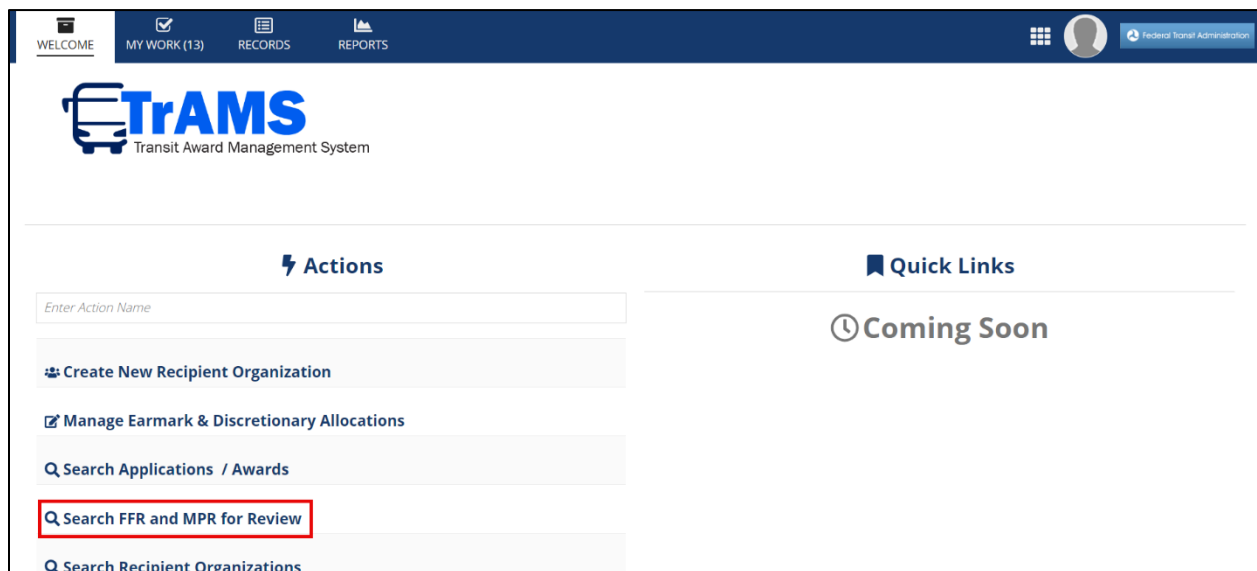 WELCOME
MY WORK (13)
RECORDS
REPORTS
Federal Transit Administration
TrAMS
Transit Award Management System
Actions
Quick Links
Enter Action Name
Coming Soon
Create New Recipient Organization
Manage Earmark & Discretionary Allocations
Search Applications / Awards
Search FFR and MPR for Review
Search Recipient Organizations